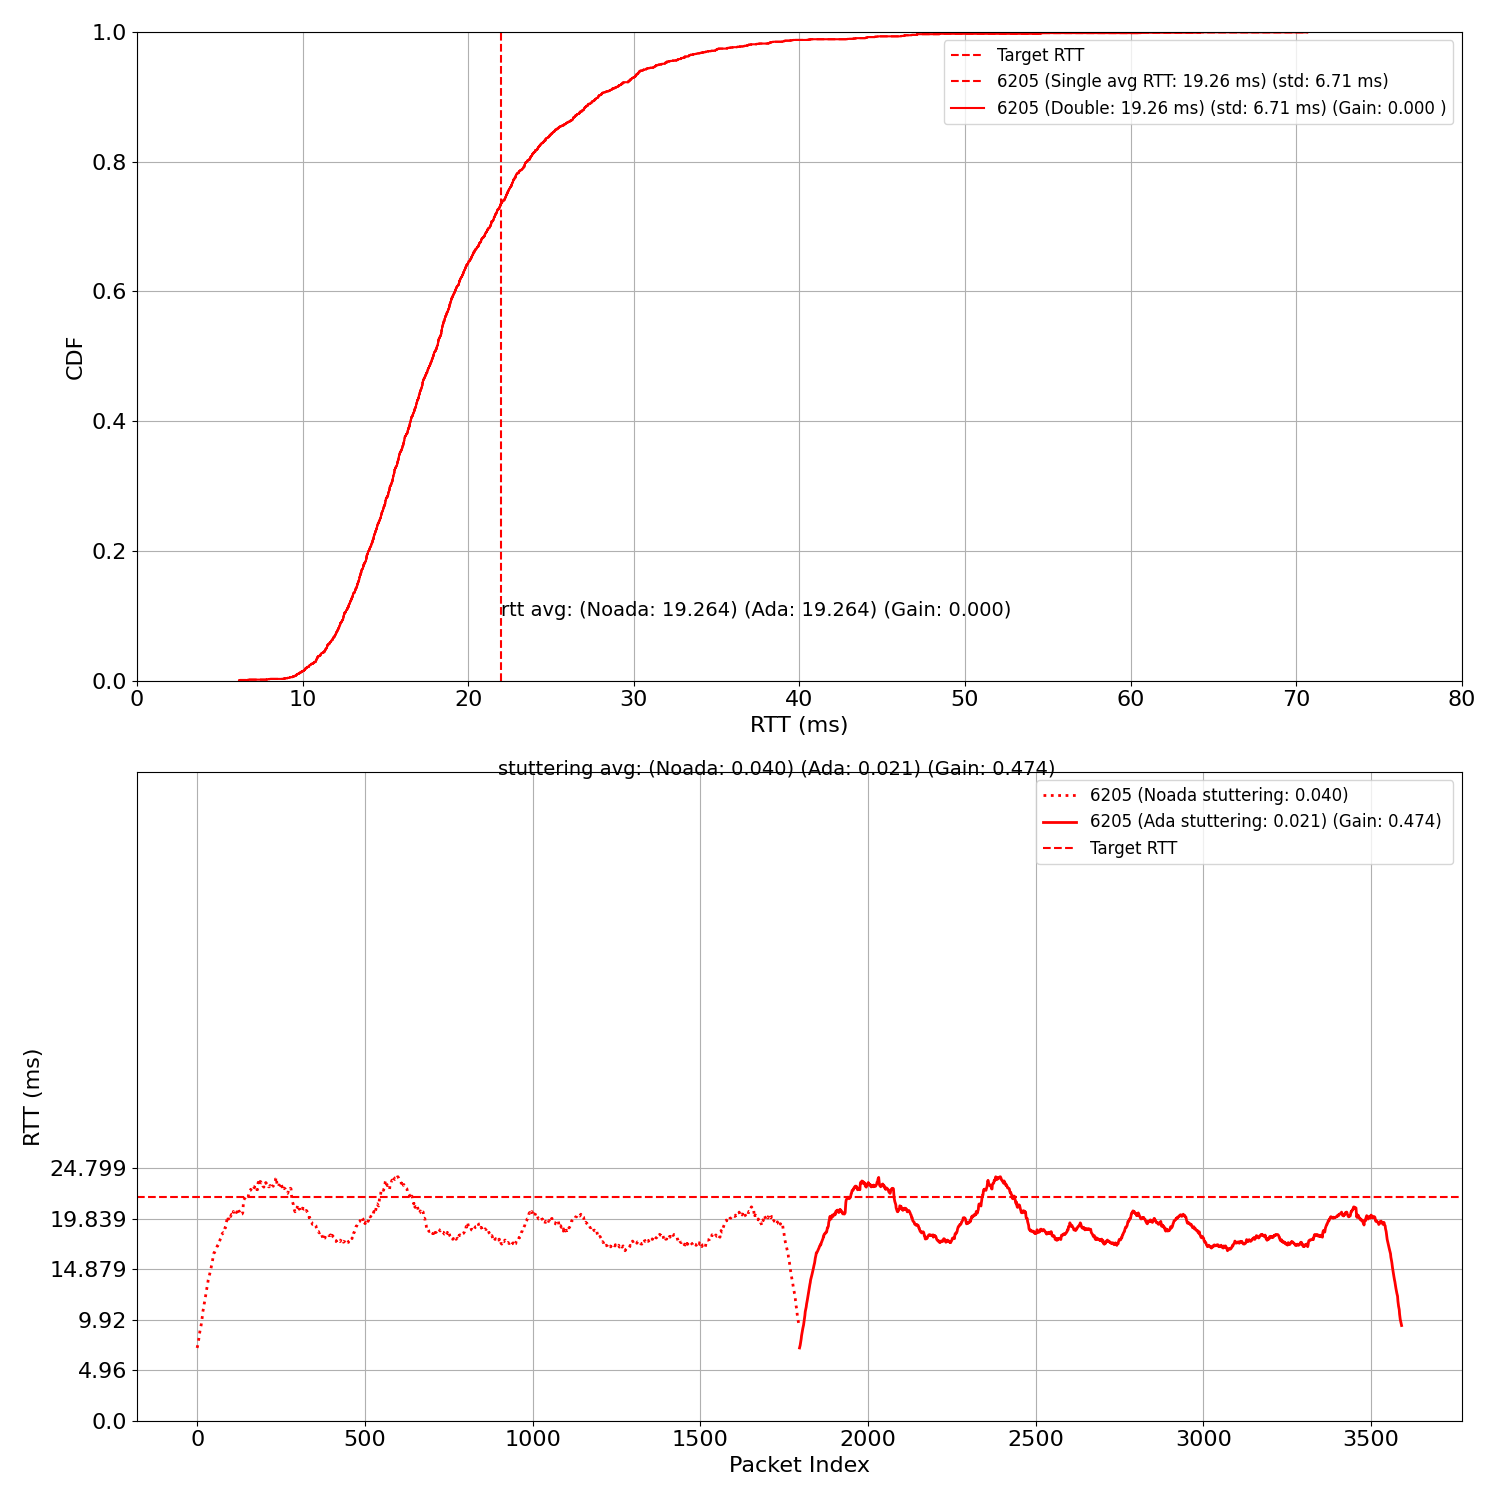 1.0
0.8
0.6
0.4
0.2
0.0
CDF
Target RTT
6205 (Single avg RTT: 19.26 ms) (std: 6.71 ms)
6205 (Double: 19.26 ms) (std: 6.71 ms) (Gain: 0.000 )
rtt avg: (Noada: 19.264) (Ada: 19.264) (Gain: 0.000)
0 10 20 30 40 50 60 70 80
RTT (ms)
stuttering avg: (Noada: 0.040) (Ada: 0.021) (Gain: 0.474)
6205 (Noada stuttering: 0.040)
6205 (Ada stuttering: 0.021) (Gain: 0.474)
Target RTT
RTT (ms)
24.799
19.839
14.879
9.92
4.96
0.0
0 500 1000 1500 2000 2500 3000 3500
Packet Index